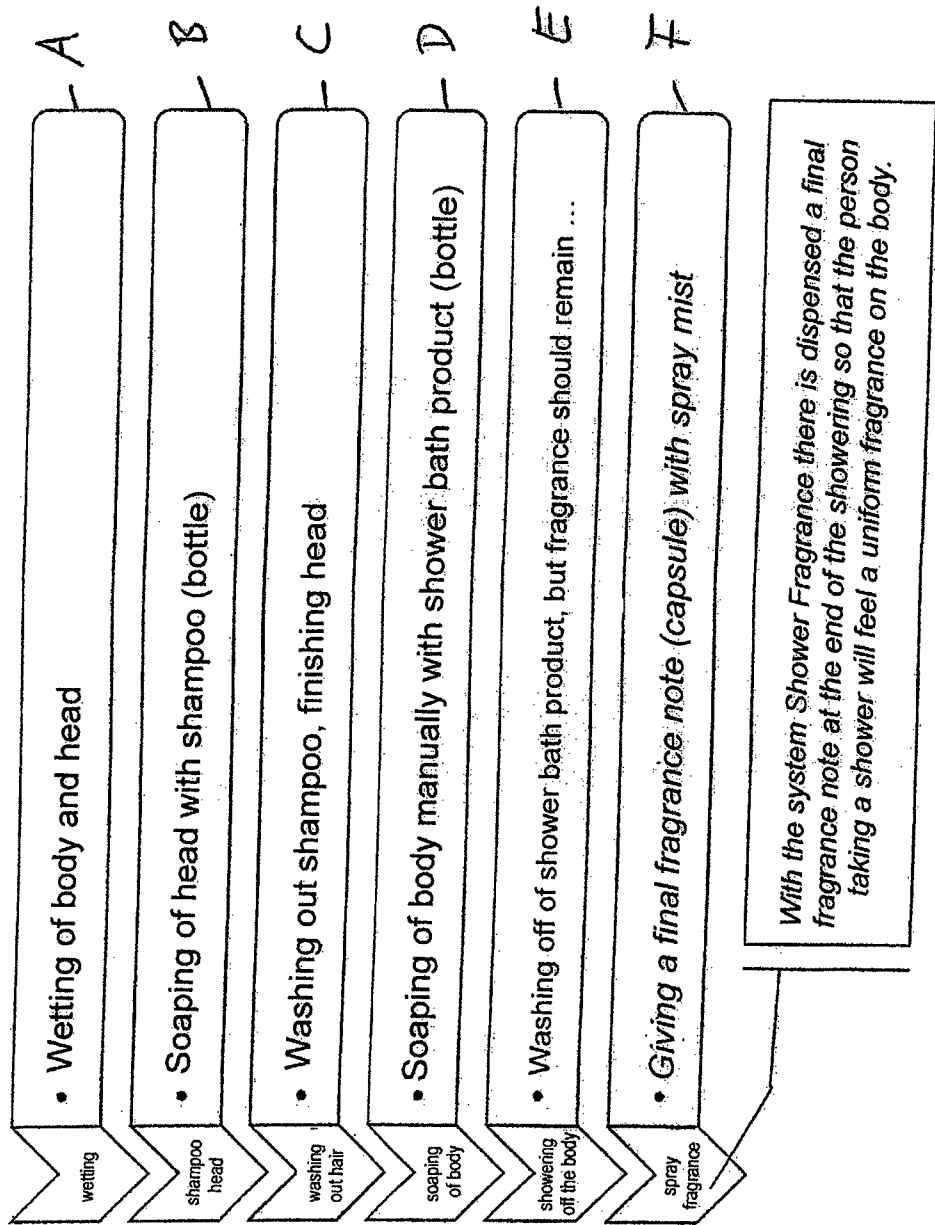 wetting
• Wetting of body and head
A
shampoo
head
• Soaping of head with shampoo (bottle)
B
washing
out hair
• Washing out shampoo, finishing head
C
soaping
of body
• Soaping of body manually with shower bath product (bottle)
D
showering
off the body
• Washing off of shower bath product, but fragrance should remain ...
E
spray
fragrance
• Giving a final fragrance note (capsule) with spray mist
F
With the system Shower Fragrance there is dispensed a final
fragrance note at the end of the showering so that the person
taking a shower will feel a uniform fragrance on the body.